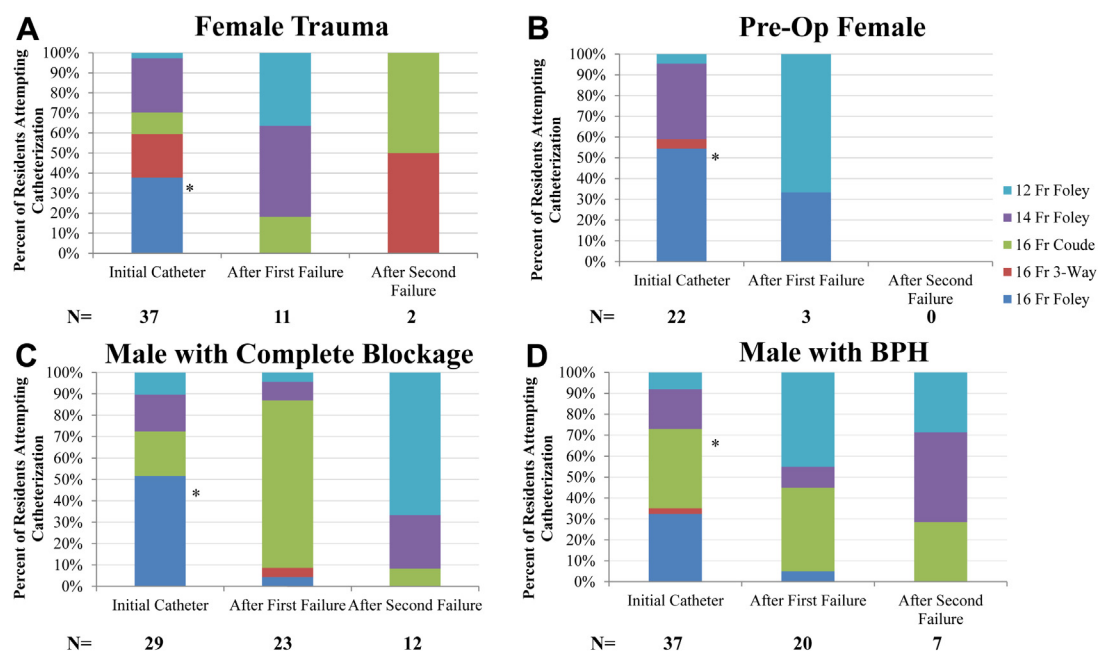 A
Female Trauma
Percent of Residents Attempting
Catheterization
100%
90%
80%
70%
60%
50%
40%
30%
20%
10%
0%
*
Initial Catheter
After First Failure
After Second
Failure
N=
37
11
2
B
Pre-Op Female
Percent of Residents Attempting
Catheterization
100%
90%
80%
70%
60%
50%
40%
30%
20%
10%
0%
*
Initial Catheter
After First Failure
After Second
Failure
N=
22
3
0
12 Fr Foley
14 Fr Foley
16 Fr Coude
16 Fr 3-Way
16 Fr Foley
C
Male with Complete Blockage
Percent of Residents Attempting
Catheterization
100%
90%
80%
70%
60%
50%
40%
30%
20%
10%
0%
*
Initial Catheter
After First Failure
After Second Failure
N=
29
23
12
D
Male with BPH
Percent of Residents Attempting
Catheterization
100%
90%
80%
70%
60%
50%
40%
30%
20%
10%
0%
*
Initial Catheter
After First Failure
After Second
Failure
N=
37
20
7